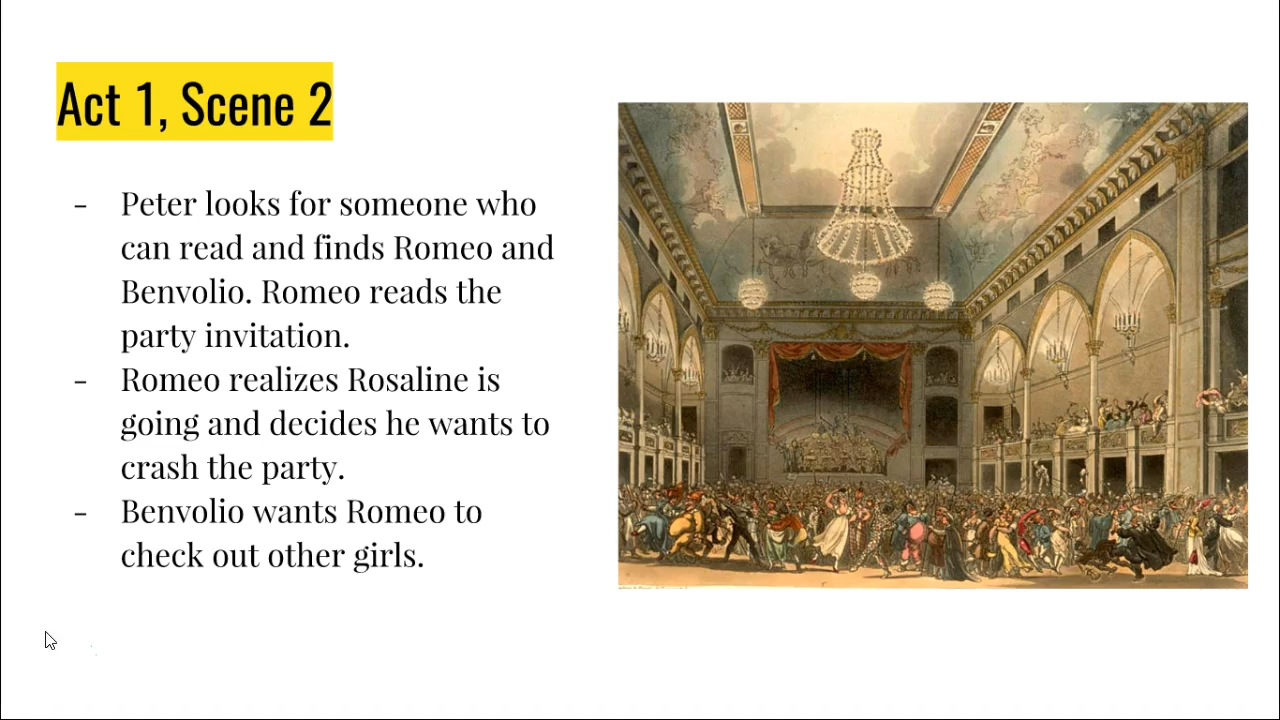 Act 1, Scene 2
- Peter looks for someone who
can read and finds Romeo and
Benvolio. Romeo reads the
party invitation.
- Romeo realizes Rosaline is
going and decides he wants to
crash the party.
- Benvolio wants Romeo to
check out other girls.